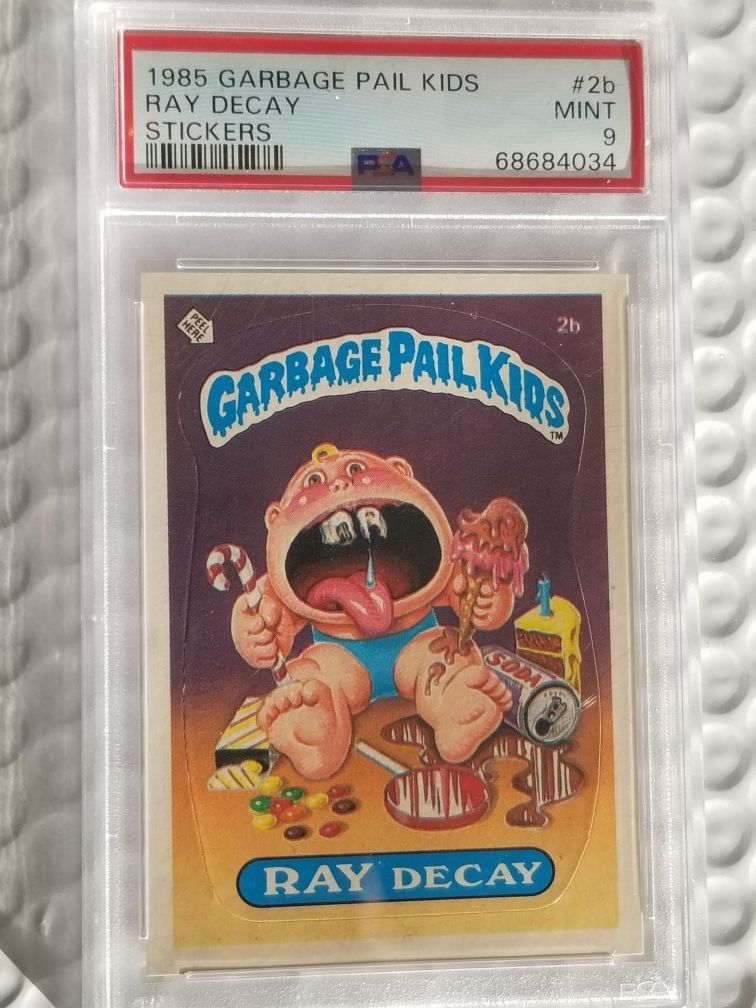 1985 GARBAGE PAIL KIDS #2b
RAY DECAY MINT
STICKERS 9
PSA 68684034
PEEL
HERE
2b
GARBAGE PAIL KIDS
TM
SODA
RAY DECAY